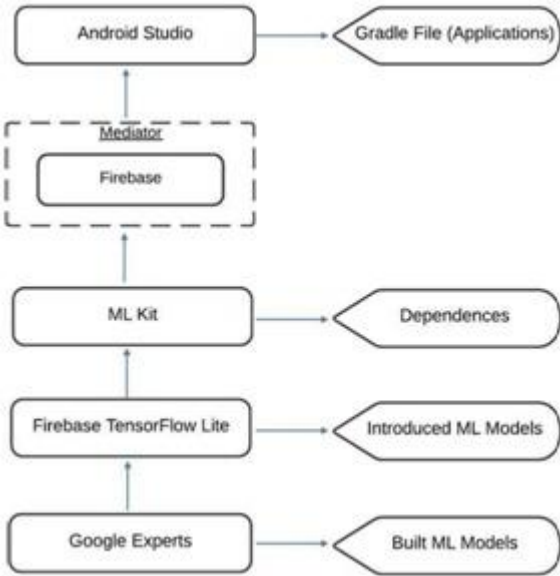 Android Studio
Gradle File (Applications)
Mediator
Firebase
ML Kit
Dependences
Firebase TensorFlow Lite
Introduced ML Models
Google Experts
Built ML Models